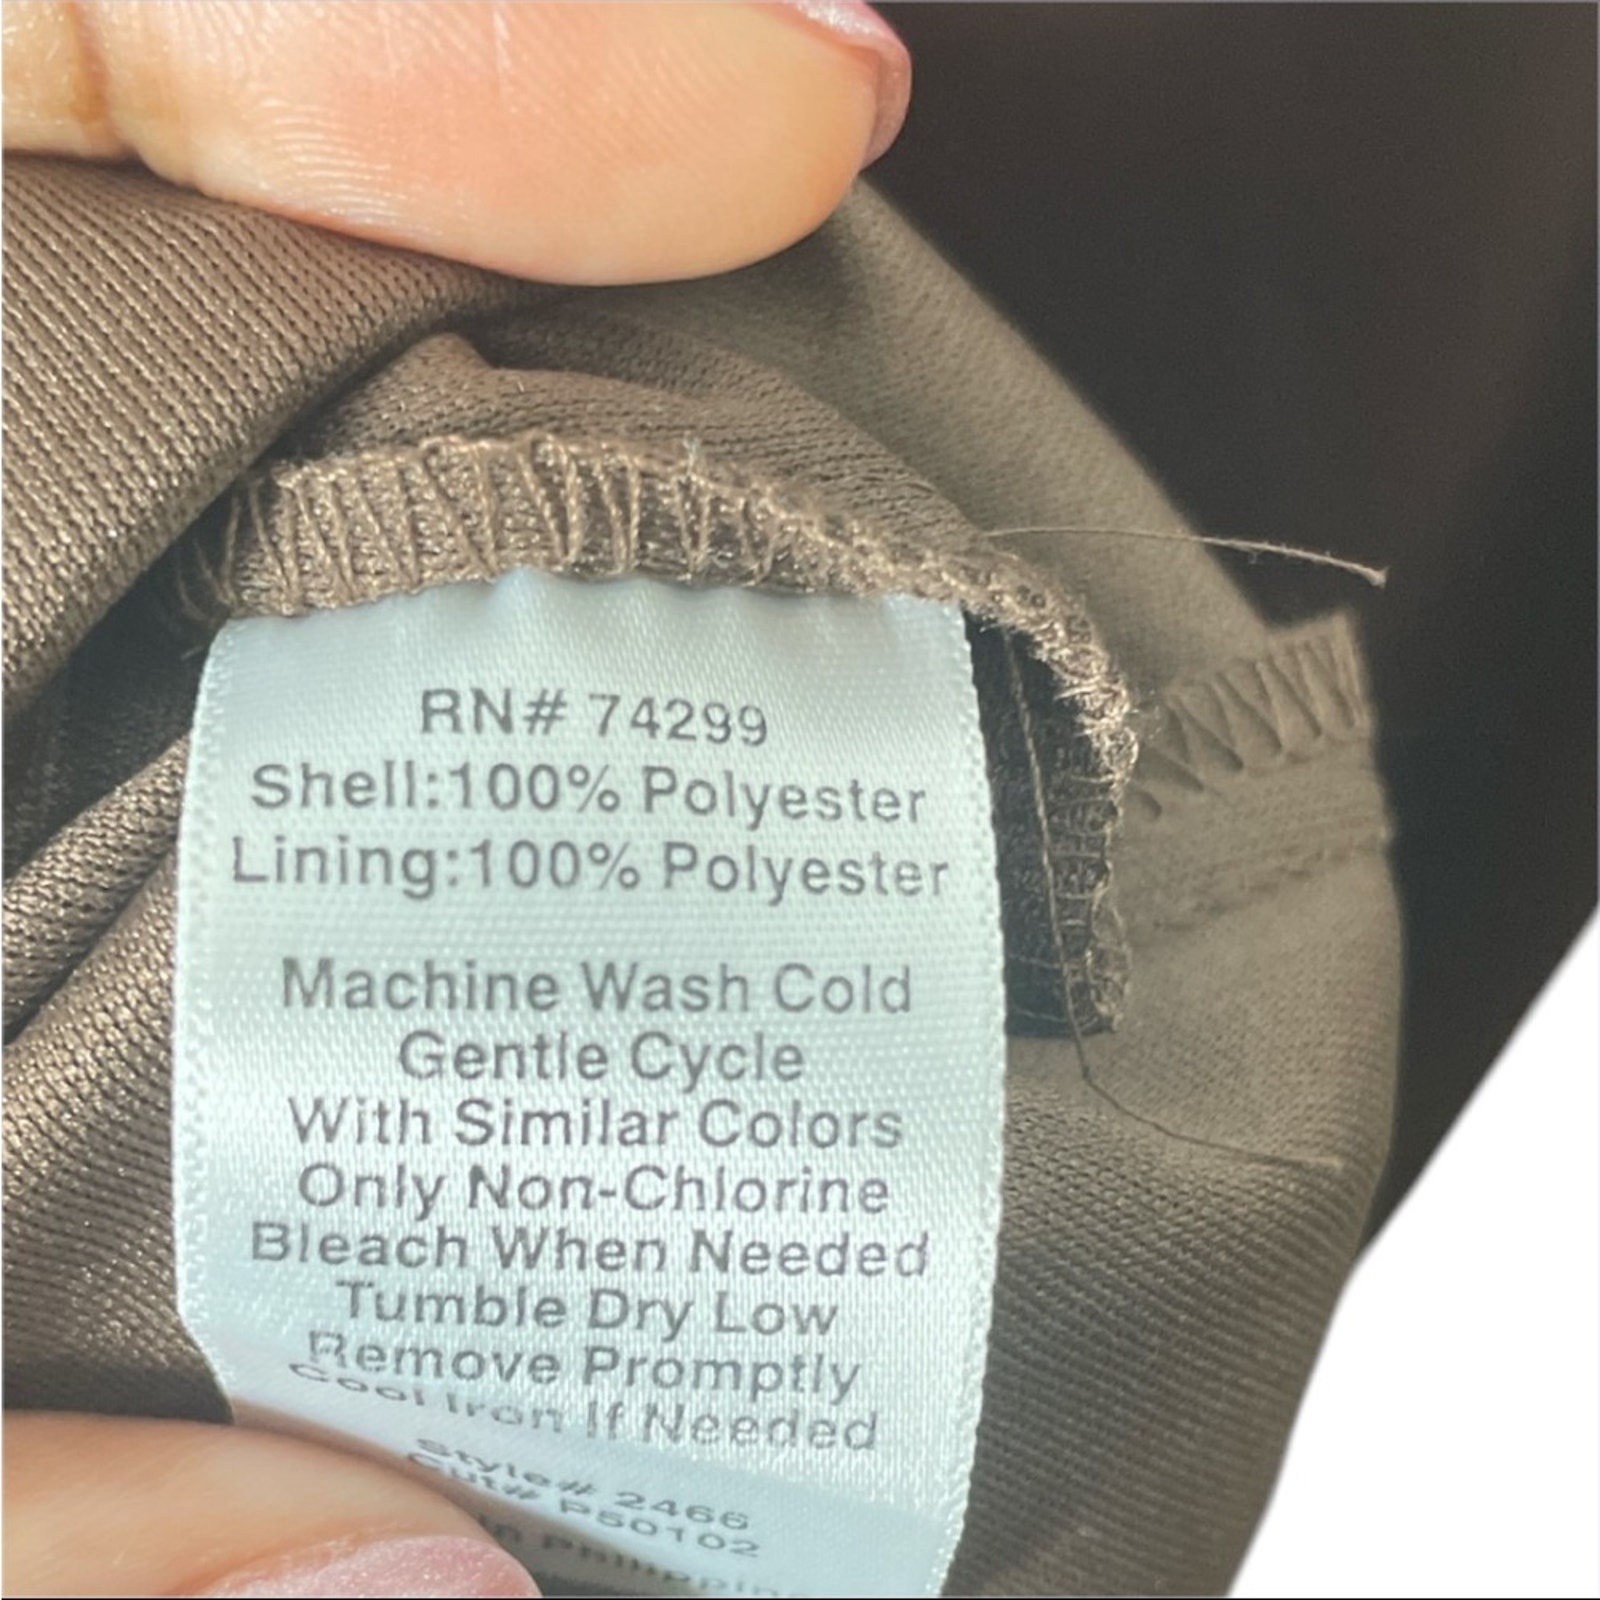 RN# 74299
Shell:100% Polyester
Lining:100% Polyester
Machine Wash Cold
Gentle Cycle
With Similar Colors
Only Non-Chlorine
Bleach When Needed
Tumble Dry Low
Remove Promptly
Cool Iron If Needed
Style# 2466
Cut# P50102